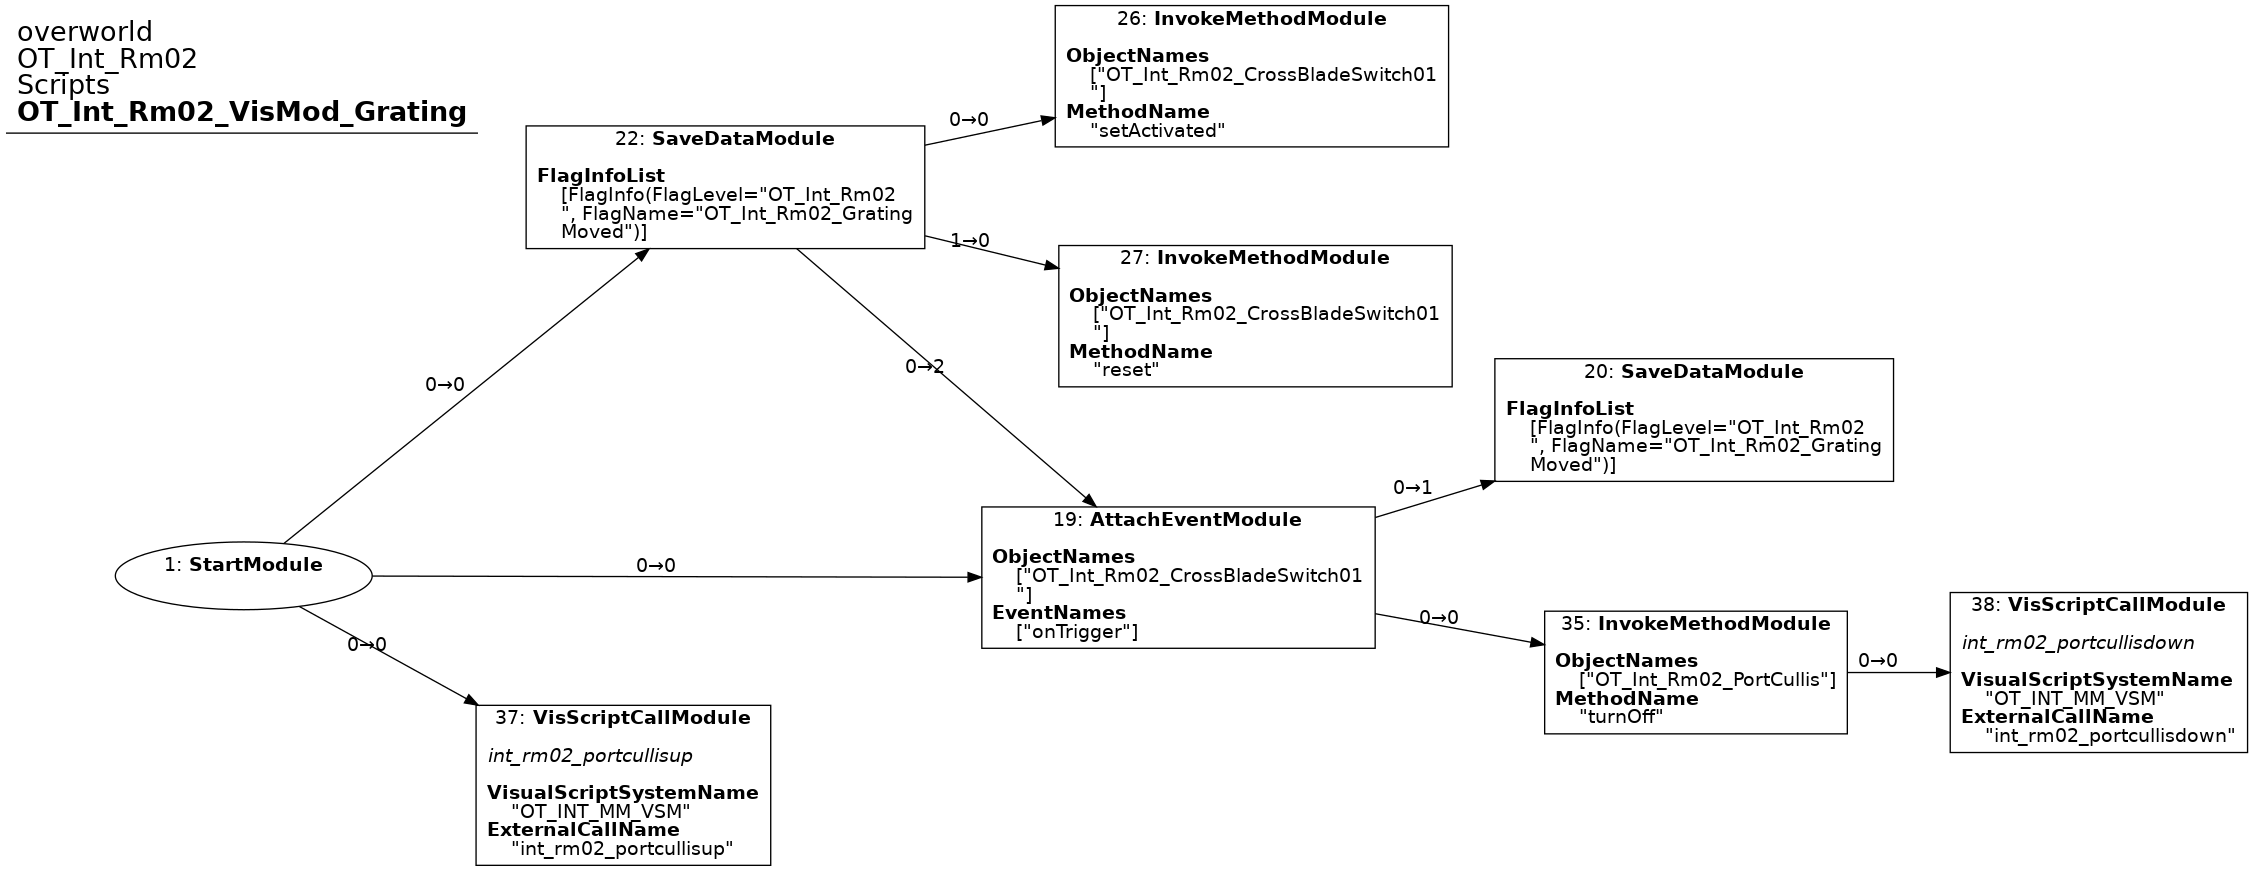 overworld
OT_Int_Rm02
Scripts
OT_Int_Rm02_VisMod_Grating
26: InvokeMethodModule
ObjectNames
["OT_Int_Rm02_CrossBladeSwitch01
"]
MethodName
"setActivated"
0→0
22: SaveDataModule
FlagInfoList
[FlagInfo(FlagLevel="OT_Int_Rm02
", FlagName="OT_Int_Rm02_Grating
Moved")]
1→0
27: InvokeMethodModule
ObjectNames
["OT_Int_Rm02_CrossBladeSwitch01
"]
MethodName
"reset"
0→2
0→0
20: SaveDataModule
FlagInfoList
[FlagInfo(FlagLevel="OT_Int_Rm02
", FlagName="OT_Int_Rm02_Grating
Moved")]
0→1
1: StartModule
0→0
19: AttachEventModule
ObjectNames
["OT_Int_Rm02_CrossBladeSwitch01
"]
EventNames
["onTrigger"]
0→0
35: InvokeMethodModule
ObjectNames
["OT_Int_Rm02_PortCullis"]
MethodName
"turnOff"
0→0
38: VisScriptCallModule
int_rm02_portcullisdown
VisualScriptSystemName
"OT_INT_MM_VSM"
ExternalCallName
"int_rm02_portcullisdown"
0→0
37: VisScriptCallModule
int_rm02_portcullisup
VisualScriptSystemName
"OT_INT_MM_VSM"
ExternalCallName
"int_rm02_portcullisup"